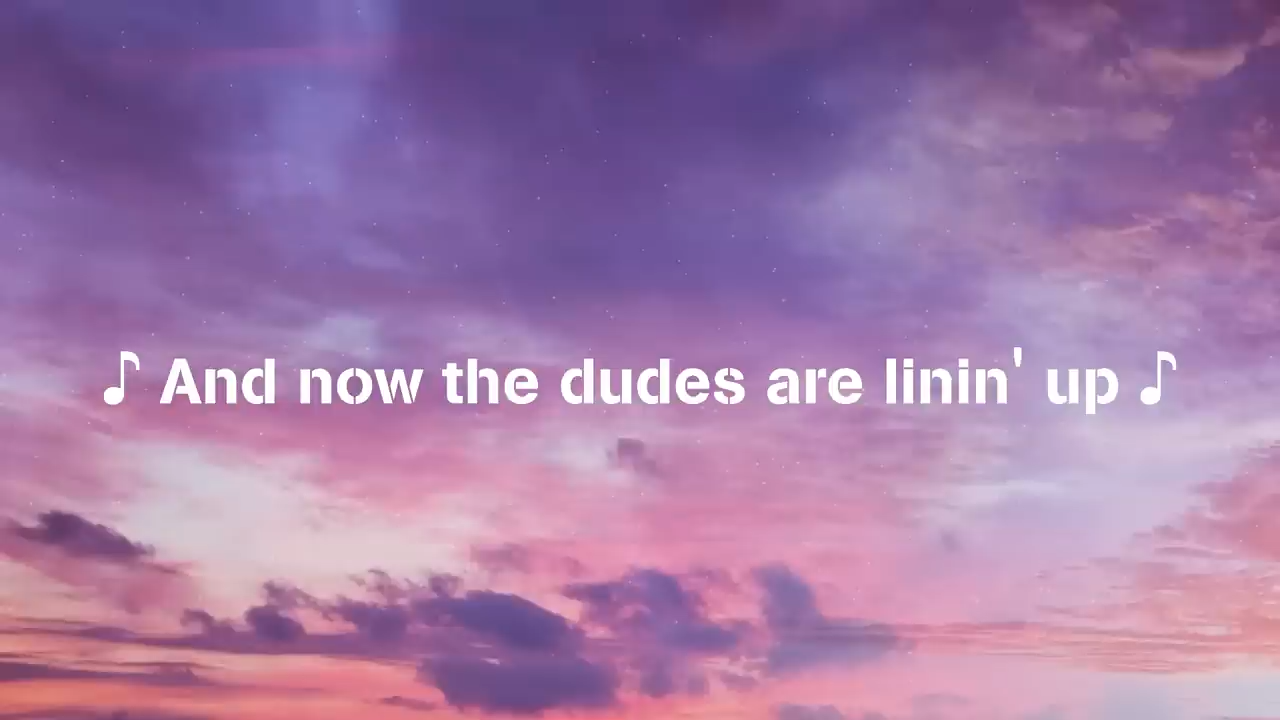 ♪ And now the dudes are linin' up ♪